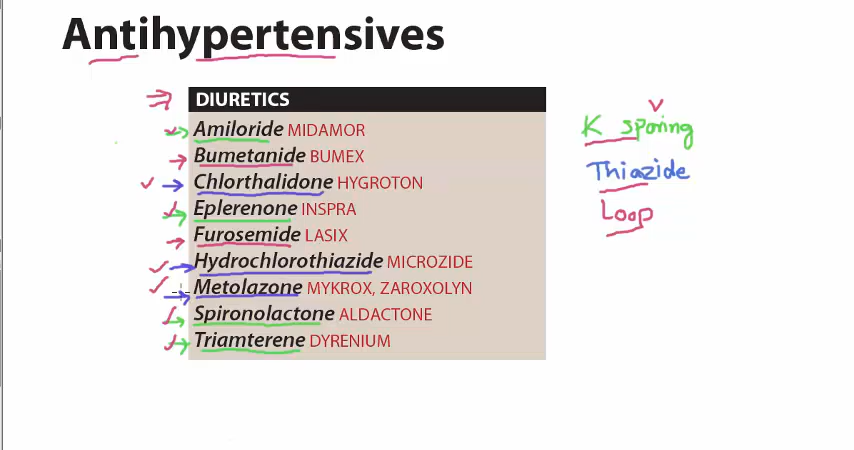 Antihypertensives
DIURETICS
Amiloride MIDAMOR
Bumetanide BUMEX
Chlorthalidone HYGROTON
Eplerenone INSPRA
Furosemide LASIX
Hydrochlorothiazide MICROZIDE
Metolazone MYKROX, ZAROXOLYN
Spironolactone ALDACTONE
Triamterene DYRENIUM
K sparing
Thiazide
Loop